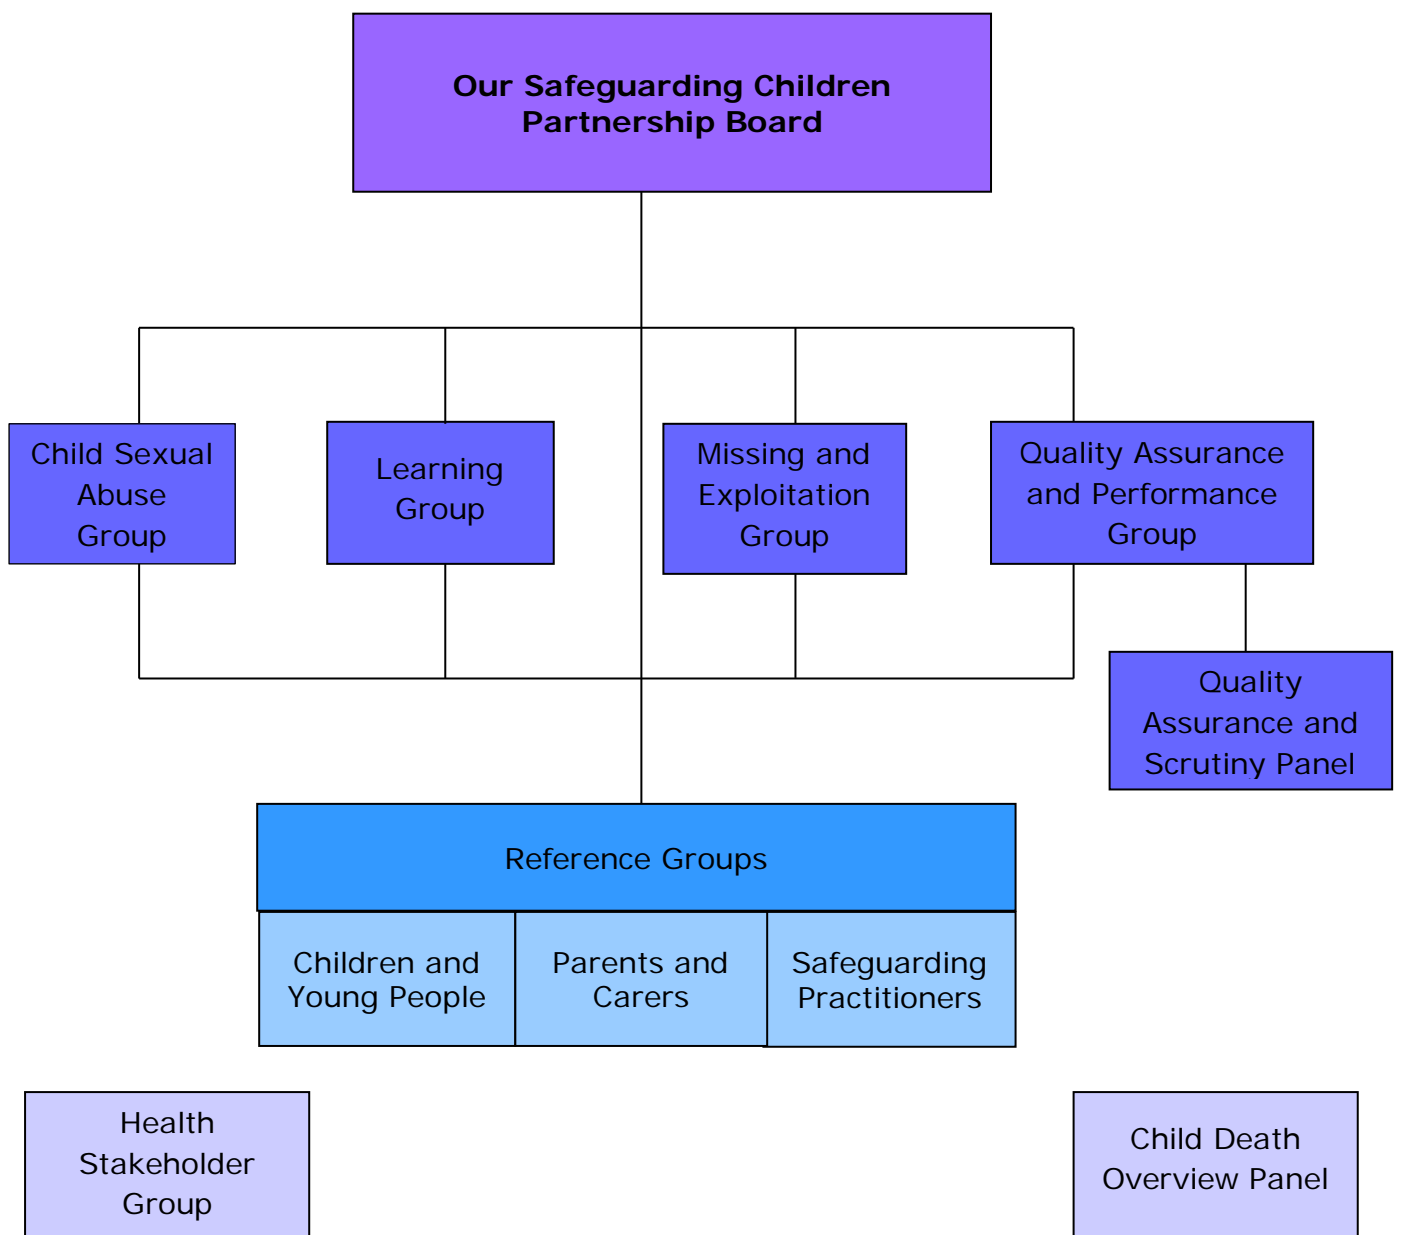 Our Safeguarding Children
Partnership Board
Child Sexual
Abuse
Group
Learning
Group
Missing and
Exploitation
Group
Quality Assurance
and Performance
Group
Quality
Assurance and
Scrutiny Panel
Reference Groups
Children and
Young People
Parents and
Carers
Safeguarding
Practitioners
Health
Stakeholder
Group
Child Death
Overview Panel